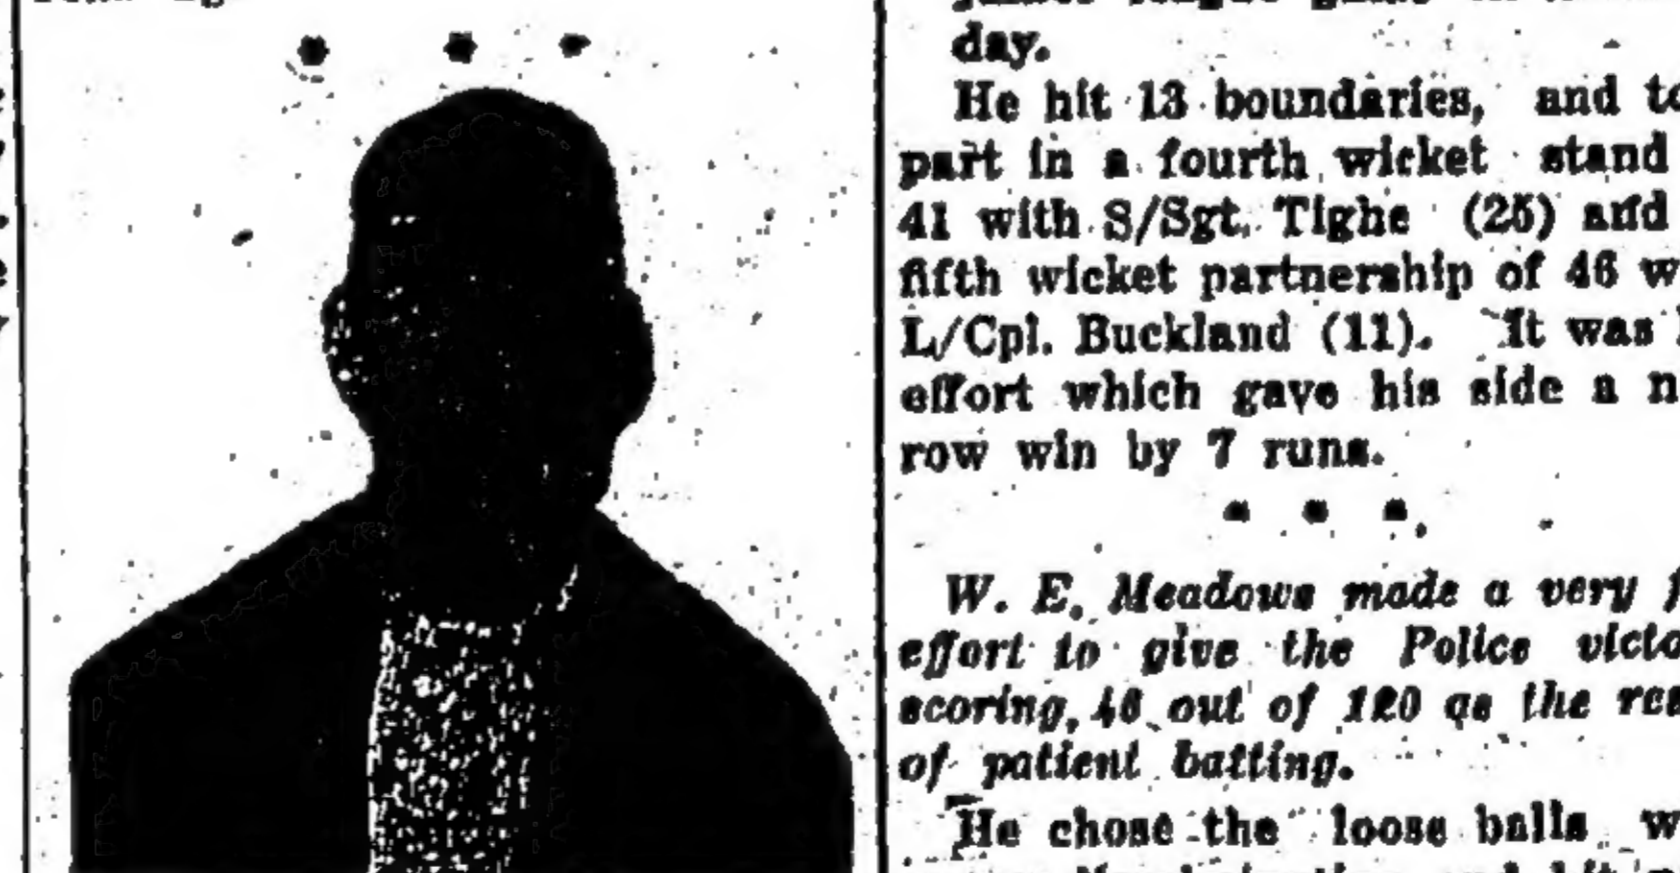 day.
He hit 13 boundaries, and
part in a fourth wicket stand
41 with S/Sgt. Tighe (25) and
fifth wicket partnership of 46
L/Cpl. Buckland (11). It was
effort which gave his side a
row win by 7 runs.
W. E. Meadows made a very
effort to give the Police
scoring, 46 out of 120 as the
of patient batting.
He chose the loose balls